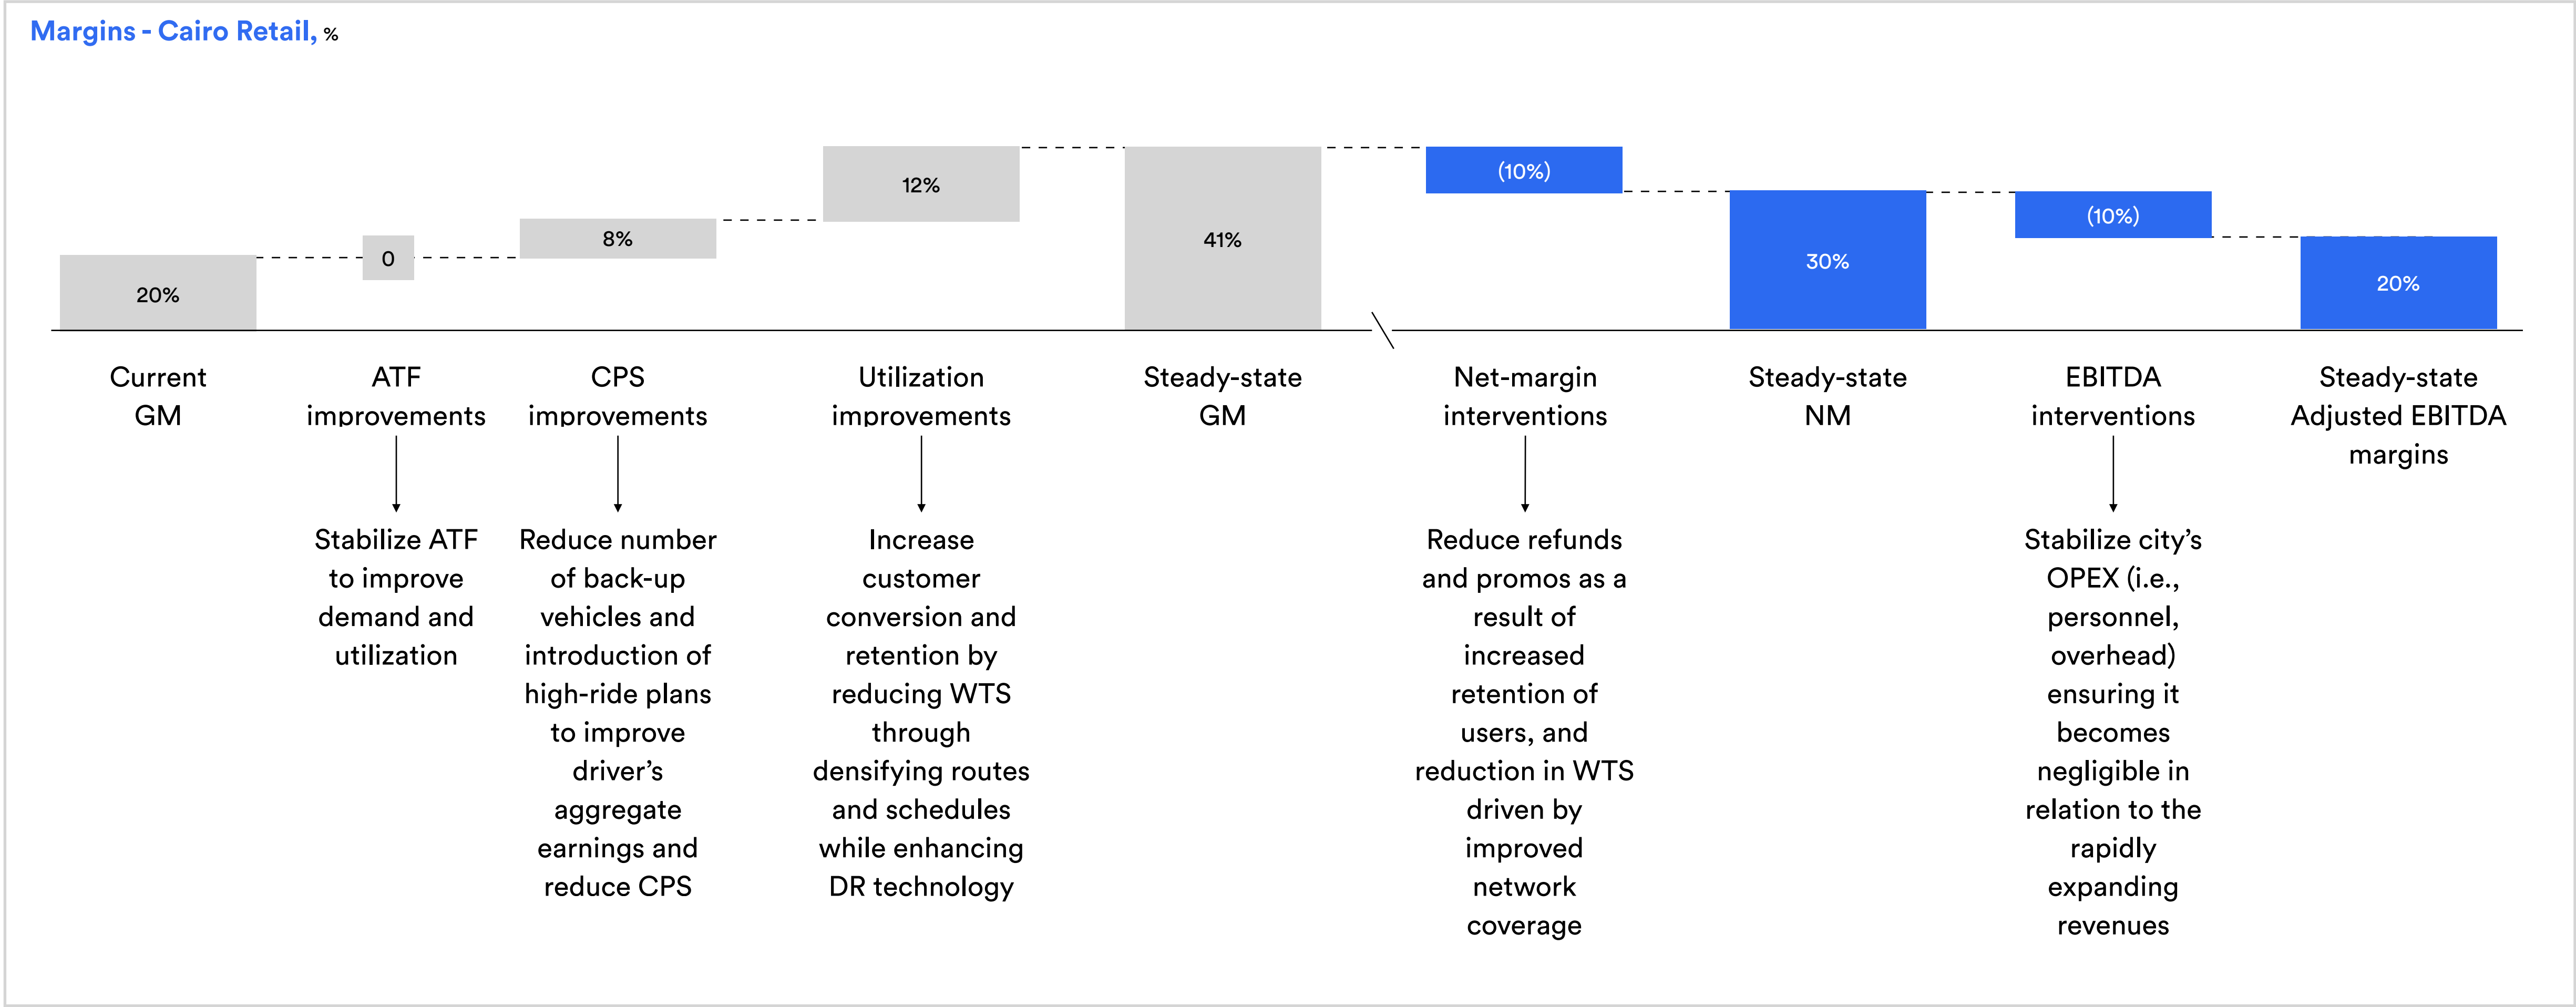 Margins - Cairo Retail, %
20%
0
8%
12%
41%
(10%)
30%
(10%)
20%
Current
GM
ATF
improvements
CPS
improvements
Utilization
improvements
Steady-state
GM
Net-margin
interventions
Steady-state
NM
EBITDA
interventions
Steady-state
Adjusted EBITDA
margins
Stabilize ATF
to improve
demand and
utilization
Reduce number
of back-up
vehicles and
introduction of
high-ride plans
to improve
driver’s
aggregate
earnings and
reduce CPS
Increase
customer
conversion and
retention by
reducing WTS
through
densifying routes
and schedules
while enhancing
DR technology
Reduce refunds
and promos as a
result of
increased
retention of
users, and
reduction in WTS
driven by
improved
network
coverage
Stabilize city’s
OPEX (i.e.,
personnel,
overhead)
ensuring it
becomes
negligible in
relation to the
rapidly
expanding
revenues